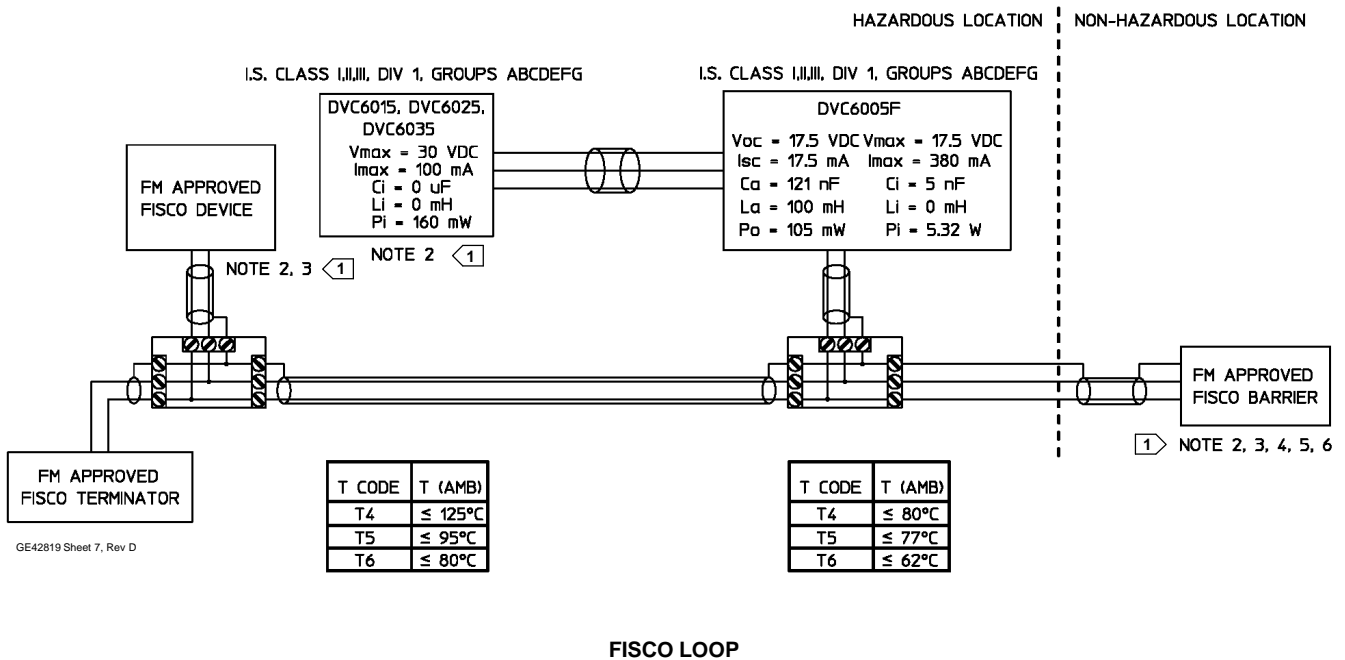 HAZARDOUS LOCATION
NON-HAZARDOUS LOCATION
I.S. CLASS I,II,III, DIV 1, GROUPS ABCDEFG
DVC6015, DVC6025,
DVC6035
Vmax = 30 VDC
Imax = 100 mA
Ci = 0 uF
Li = 0 mH
Pi = 160 mW
NOTE 2 1
I.S. CLASS I,II,III, DIV 1, GROUPS ABCDEFG
DVC6005F
Voc = 17.5 VDC Vmax = 17.5 VDC
Isc = 17.5 mA Imax = 380 mA
Ca = 121 nF Ci = 5 nF
La = 100 mH Li = 0 mH
Po = 105 mW Pi = 5.32 W
FM APPROVED
FISCO DEVICE
NOTE 2, 3 1
FM APPROVED
FISCO BARRIER
1 NOTE 2, 3, 4, 5, 6
FM APPROVED
FISCO TERMINATOR
GE42819 Sheet 7, Rev D
T CODE T (AMB)
T4 ≤ 125°C
T5 ≤ 95°C
T6 ≤ 80°C
T CODE T (AMB)
T4 ≤ 80°C
T5 ≤ 77°C
T6 ≤ 62°C
FISCO LOOP